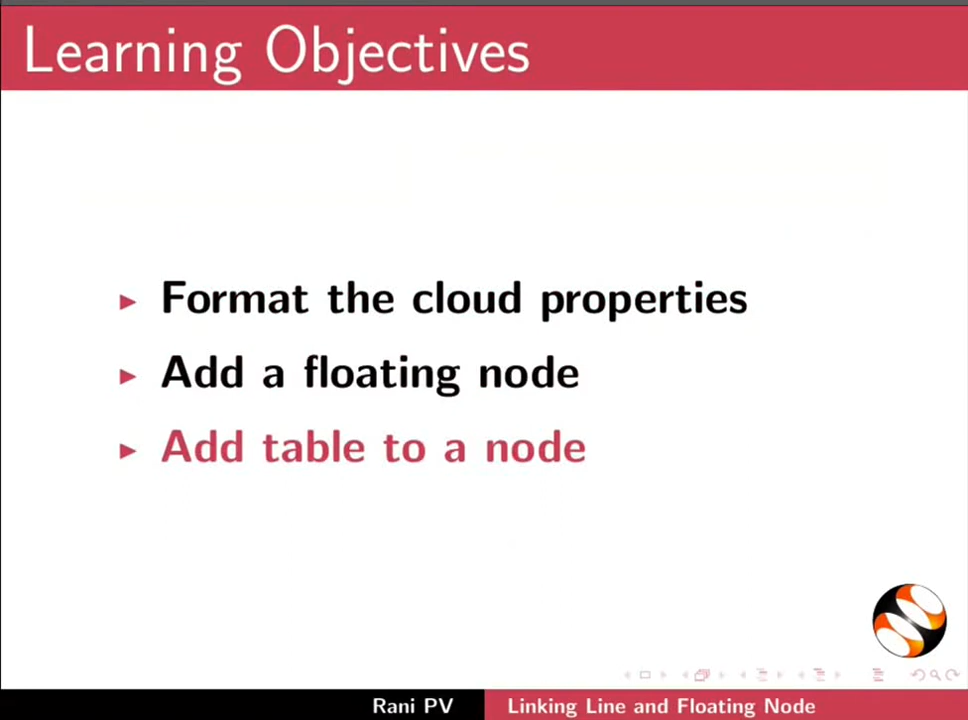 Learning Objectives
Format the cloud properties
Add a floating node
Add table to a node
Rani PV
Linking Line and Floating Node